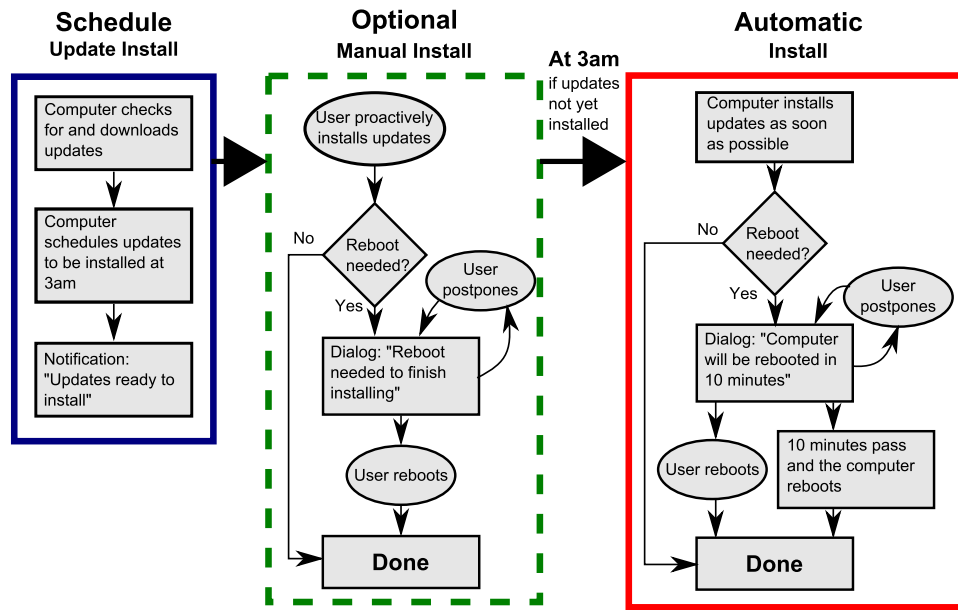 Schedule
Update Install
Computer checks
for and downloads
updates
Computer
schedules updates
to be installed at
3am
Notification:
"Updates ready to
install"
Optional
Manual Install
User proactively
installs updates
Reboot
needed?
No
Yes
User
postpones
Dialog: "Reboot
needed to finish
installing"
User reboots
Done
At 3am
if updates
not yet
installed
Automatic
Install
Computer installs
updates as soon
as possible
Reboot
needed?
No
Yes
User
postpones
Dialog: "Computer
will be rebooted in
10 minutes"
User reboots
10 minutes pass
and the computer
reboots
Done